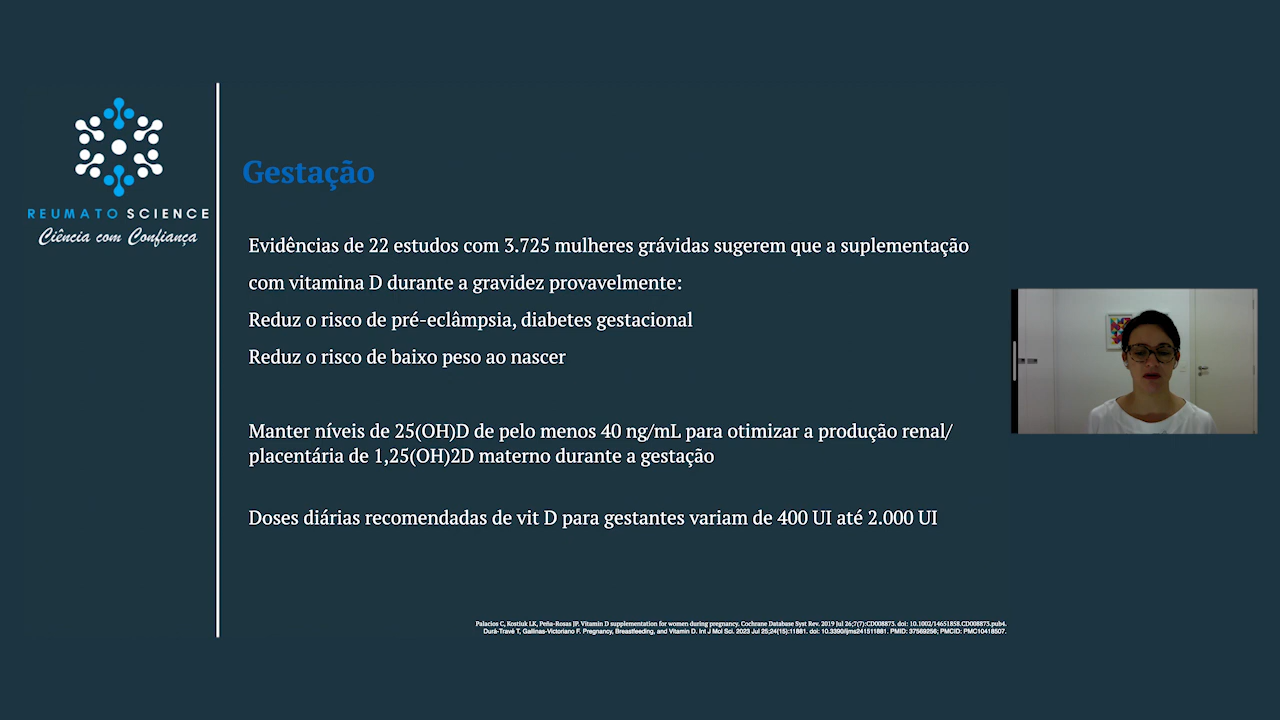 REUMATO SCIENCE
Ciência com Confiança
Gestação
Evidências de 22 estudos com 3.725 mulheres grávidas sugerem que a suplementação
com vitamina D durante a gravidez provavelmente:
Reduz o risco de pré-eclâmpsia, diabetes gestacional
Reduz o risco de baixo peso ao nascer
Manter níveis de 25(OH)D de pelo menos 40 ng/mL para otimizar a produção renal/
placentária de 1,25(OH)2D materno durante a gestação
Doses diárias recomendadas de vit D para gestantes variam de 400 UI até 2.000 UI
Palacios C, Kostiuk LK, Peña-Rosas JP. Vitamin D supplementation for women during pregnancy. Cochrane Database Syst Rev. 2019 Jul 26;7(7):CD008873. doi: 10.1002/14651858.CD008873.pub4.
Durá-Travé T, Gallinas-Victoriano F. Pregnancy, Breastfeeding, and Vitamin D. Int J Mol Sci. 2023 Jul 25;24(15):11881. doi: 10.3390/ijms241511881. PMID: 37569256; PMCID: PMC10418507.